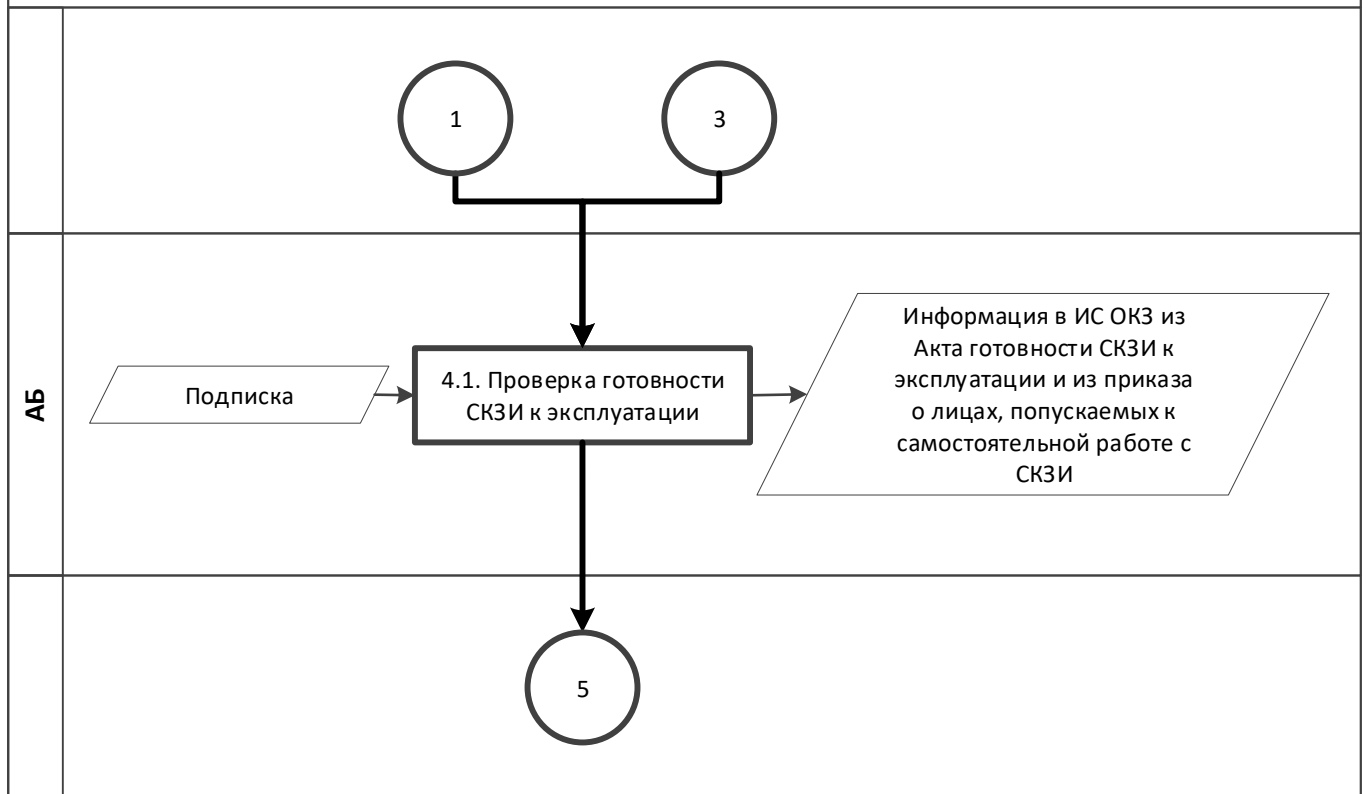 1
3
АБ
Подписка
4.1. Проверка готовности
СКЗИ к эксплуатации
Информация в ИС ОКЗ из
Акта готовности СКЗИ к
эксплуатации и из приказа
о лицах, попускаемых к
самостоятельной работе с
СКЗИ
5